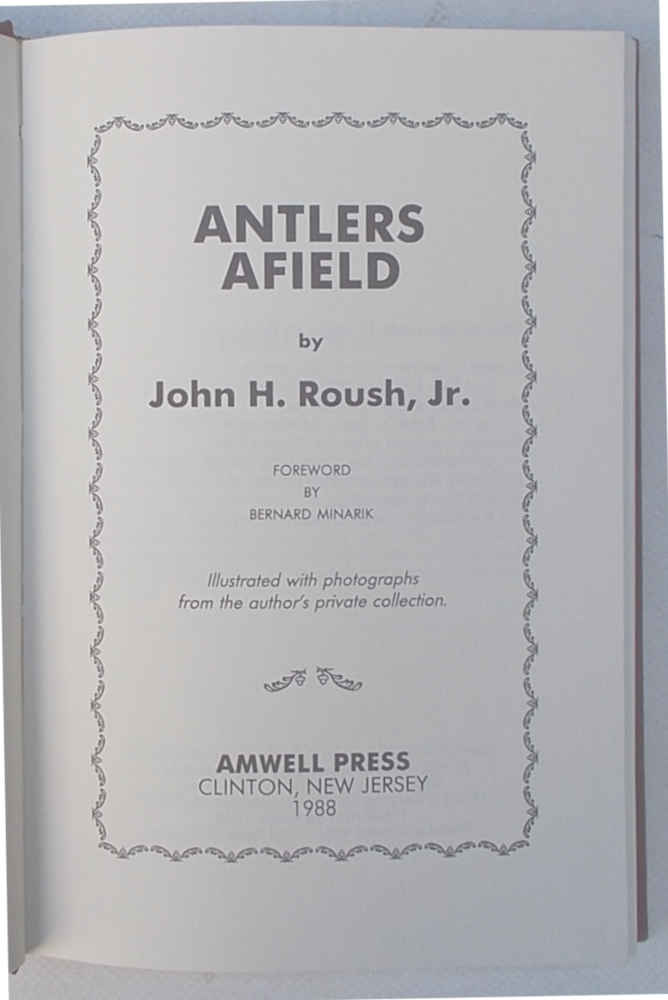 ANTLERS
AFIELD
by
John H. Roush, Jr.
FOREWORD
BY
BERNARD MINARIK
Illustrated with photographs
from the author's private collection.
AMWELL PRESS
CLINTON, NEW JERSEY
1988